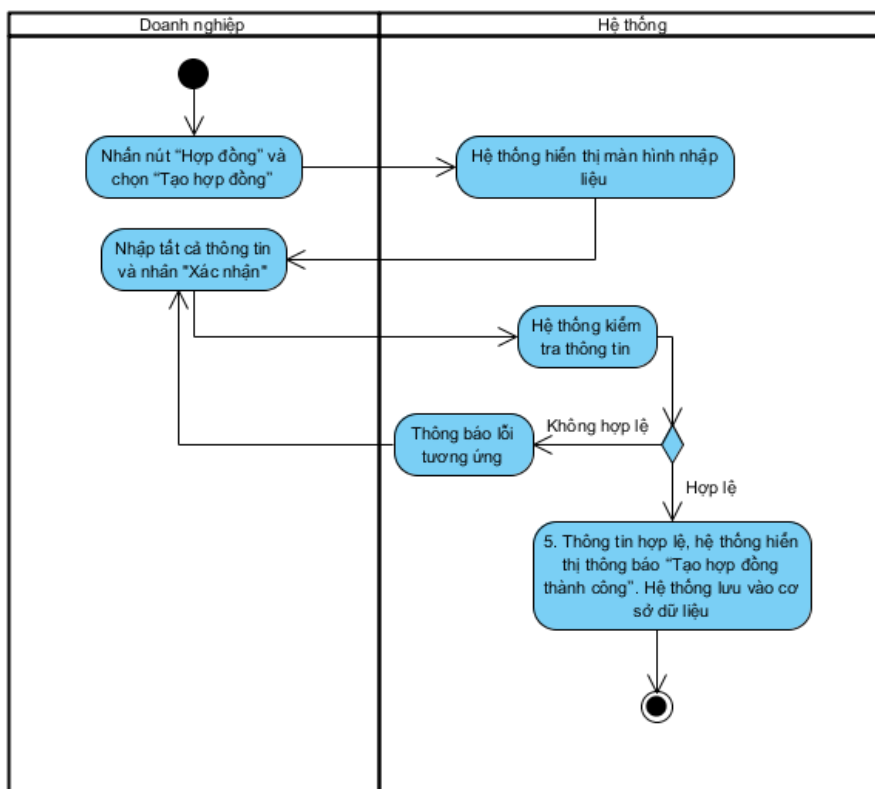 Doanh nghiệp
Hệ thống
Nhấn nút “Hợp đồng” và
chọn “Tạo hợp đồng”
Hệ thống hiển thị màn hình nhập
liệu
Nhập tất cả thông tin
và nhấn "Xác nhận"
Hệ thống kiểm
tra thông tin
Không hợp lệ
Thông báo lỗi
tương ứng
Hợp lệ
5. Thông tin hợp lệ, hệ thống hiển
thị thông báo “Tạo hợp đồng
thành công”. Hệ thống lưu vào cơ
sở dữ liệu